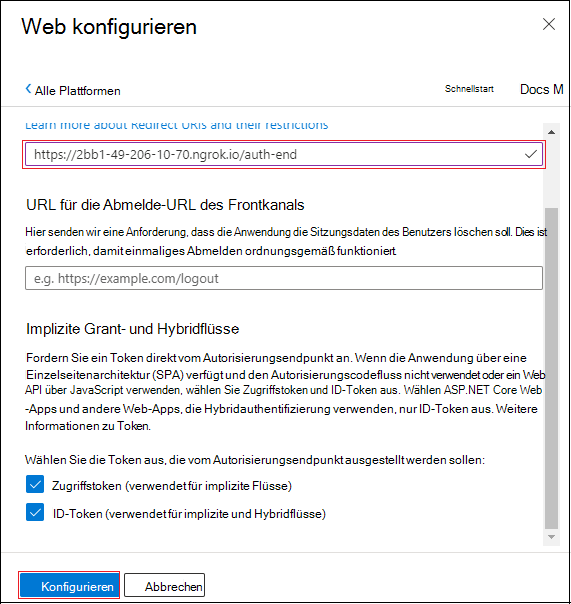 Web konfigurieren
Alle Plattformen
Schnellstart
Docs M
Learn more about Redirect URIs and their restrictions
https://2bb1-49-206-10-70.ngrok.io/auth-end
URL für die Abmelde-URL des Frontkanals
Hier senden wir eine Anforderung, dass die Anwendung die Sitzungsdaten des Benutzers löschen soll. Dies ist
erforderlich, damit einmaliges Abmelden ordnungsgemäß funktioniert.
e.g. https://example.com/logout
Implizite Grant- und Hybridflüsse
Fordern Sie ein Token direkt vom Autorisierungsendpunkt an. Wenn die Anwendung über eine
Einzelseitenarchitektur (SPA) verfügt und den Autorisierungscodefluss nicht verwendet oder ein Web
API über JavaScript verwenden, wählen Sie Zugriffstoken und ID-Token aus. Wählen ASP.NET Core Web
-Apps und andere Web-Apps, die Hybridauthentifizierung verwenden, nur ID-Token aus. Weitere
Informationen zu Token.
Wählen Sie die Token aus, die vom Autorisierungsendpunkt ausgestellt werden sollen:
Zugriffstoken (verwendet für implizite Flüsse)
ID-Token (verwendet für implizite und Hybridflüsse)
Konfigurieren
Abbrechen